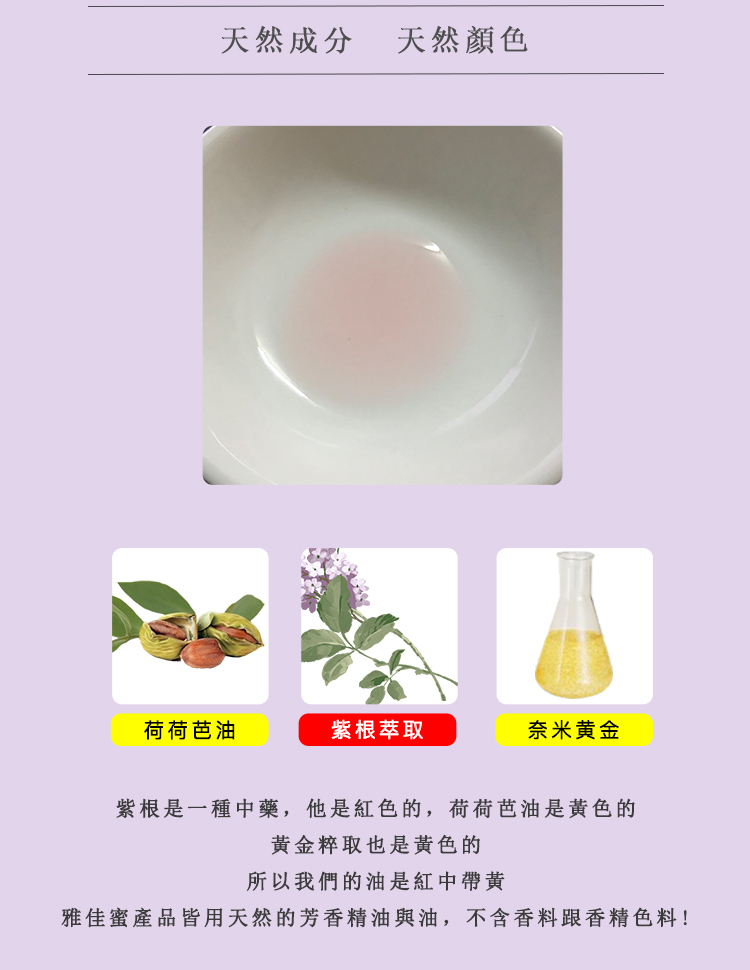 天然成分 天然顏色
荷荷芭油
紫根萃取
奈米黄金
紫根是一種中藥，他是紅色的，荷荷芭油是黃色的
黃金粹取也是黃色的
所以我們的油是紅中帶黃
雅佳蜜產品皆用天然的芳香精油與油，不含香料跟香精色料!